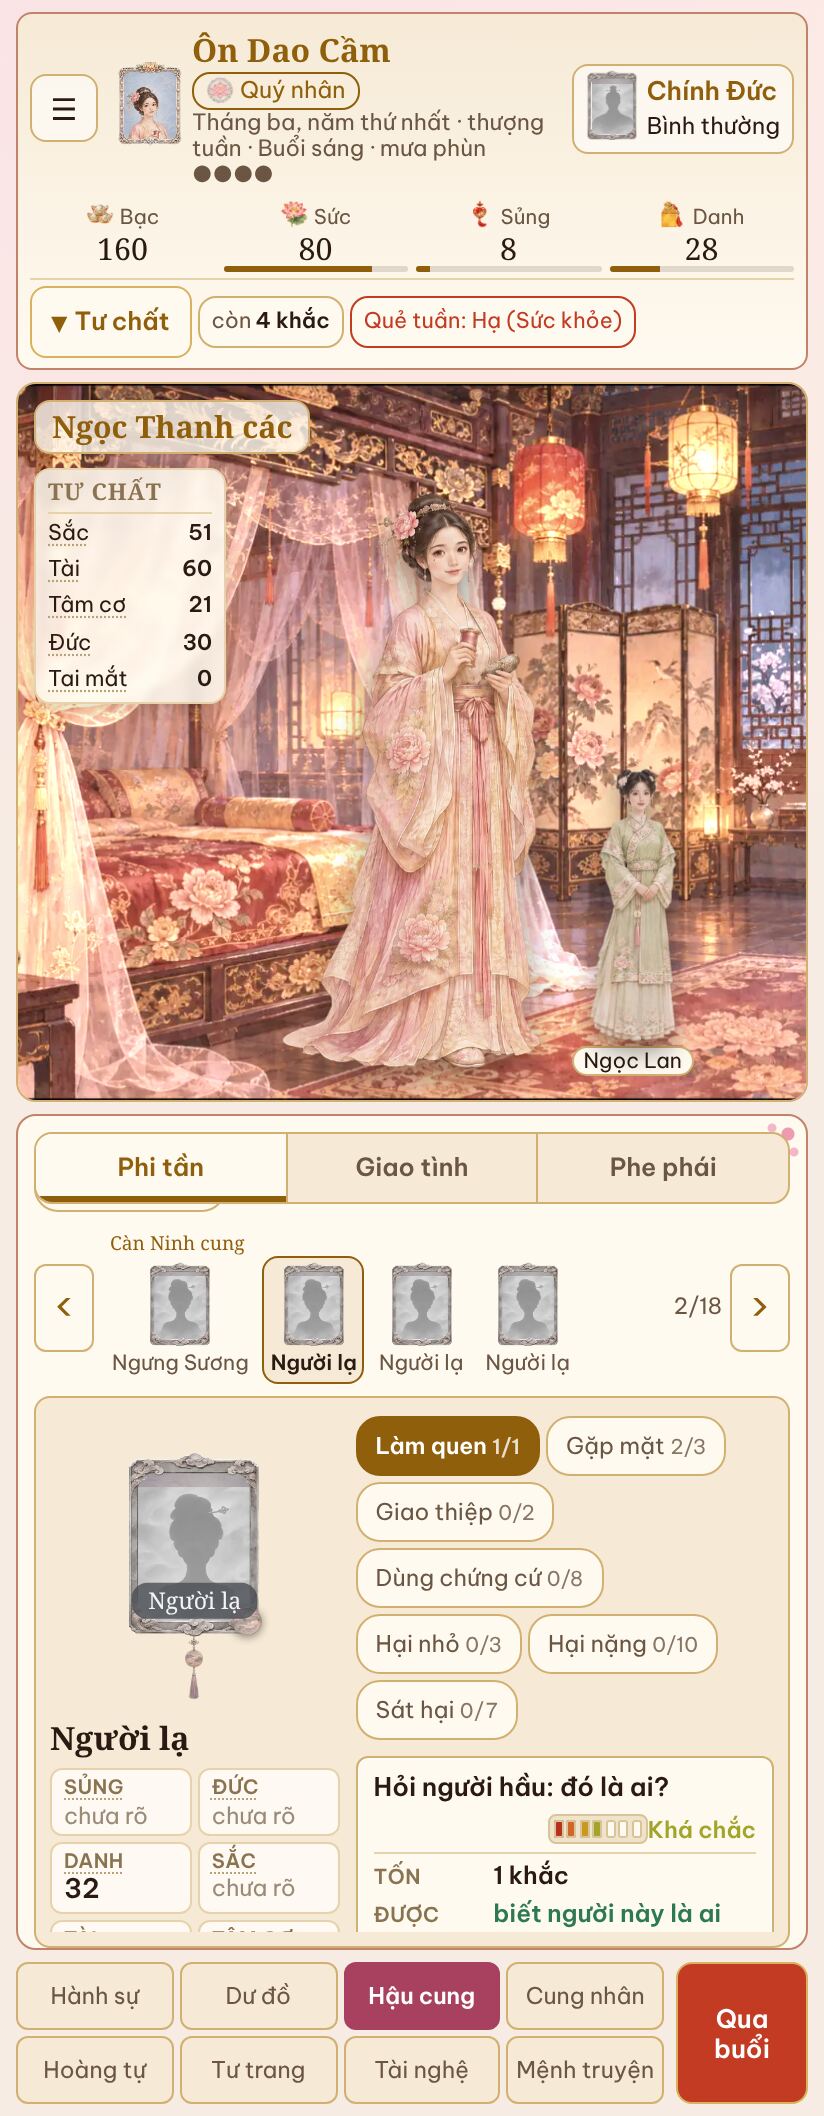 ☰
Ôn Dao Cầm
Quý nhân
Tháng ba, năm thứ nhất · thượng
tuần · Buổi sáng · mưa phùn
Chính Đức
Bình thường
Bạc
160
Sức
80
Sủng
8
Danh
28
▼ Tư chất
còn 4 khắc
Quẻ tuần: Hạ (Sức khỏe)
Ngọc Thanh các
TƯ CHẤT
Sắc 51
Tài 60
Tâm cơ 21
Đức 30
Tai mắt 0
Ngọc Lan
Phi tần
Giao tình
Phe phái
Càn Ninh cung
‹
Ngưng Sương
Người lạ
Người lạ
Người lạ
2/18
›
Người lạ
Người lạ
SỦNG
chưa rõ
ĐỨC
chưa rõ
DANH
32
SẮC
chưa rõ
Làm quen 1/1
Gặp mặt 2/3
Giao thiệp 0/2
Dùng chứng cứ 0/8
Hại nhỏ 0/3
Hại nặng 0/10
Sát hại 0/7
Hỏi người hầu: đó là ai?
Khá chắc
TỐN 1 khắc
ĐƯỢC biết người này là ai
Hành sự
Dư đồ
Hậu cung
Cung nhân
Hoàng tự
Tư trang
Tài nghệ
Mệnh truyện
Qua
buổi